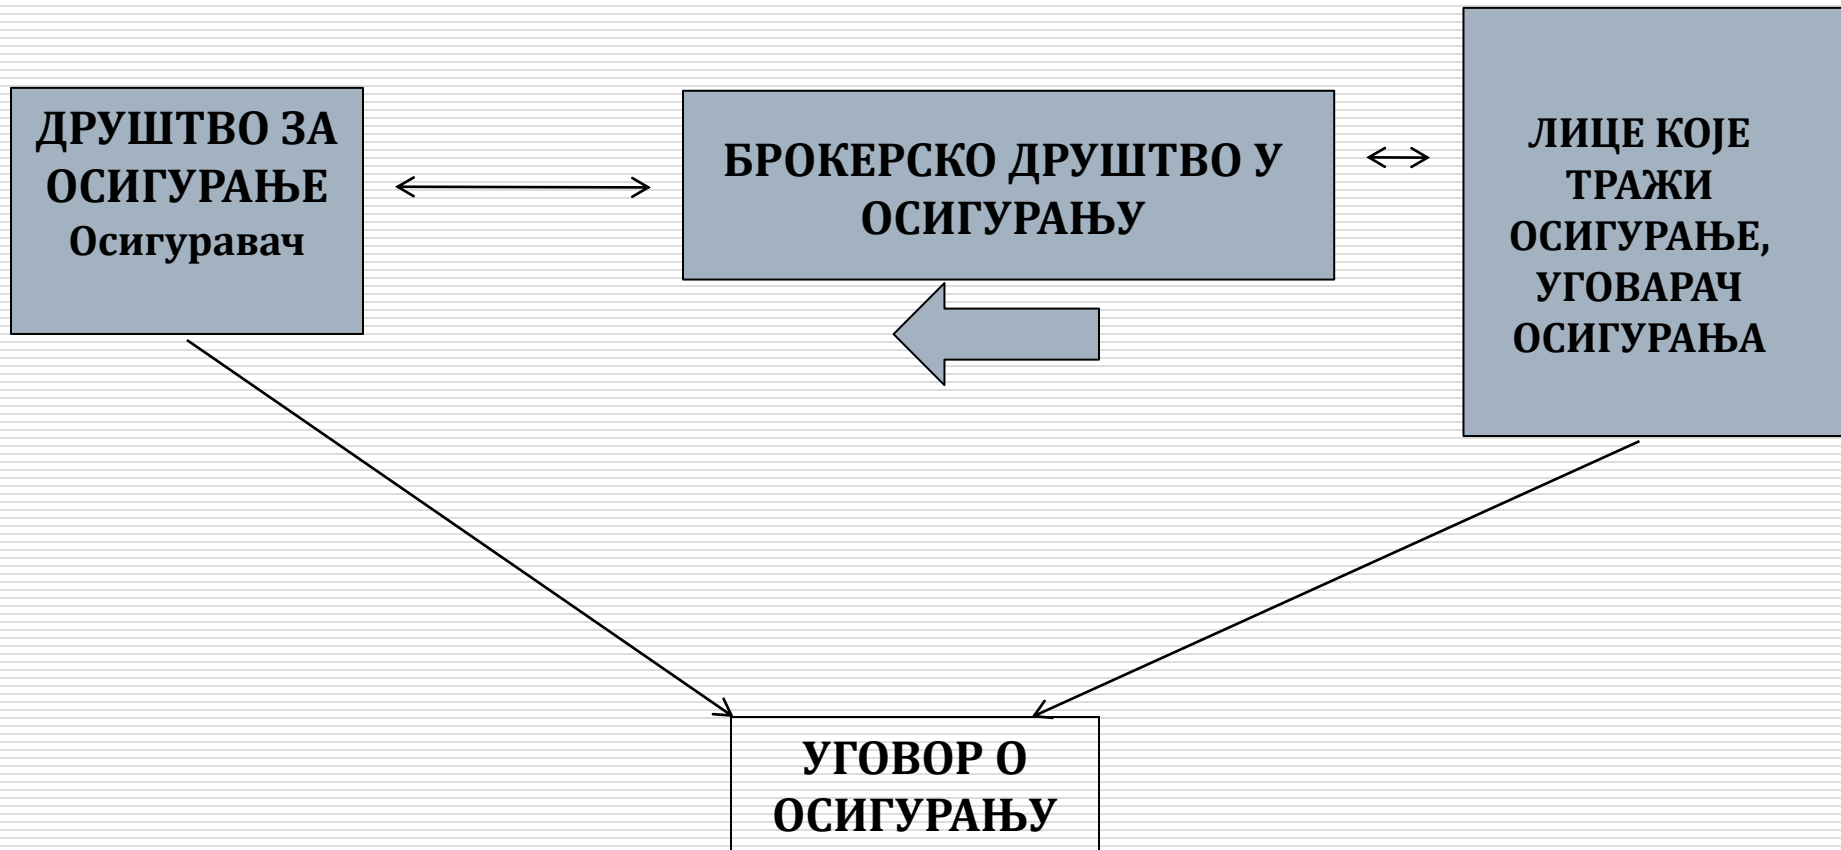 ДРУШТВО ЗА
ОСИГУРАЊЕ
Осигуравач
БРОКЕРСКО ДРУШТВО У
ОСИГУРАЊУ
ЛИЦЕ КОЈЕ
ТРАЖИ
ОСИГУРАЊЕ,
УГОВАРАЧ
ОСИГУРАЊА
УГОВОР О
ОСИГУРАЊУ